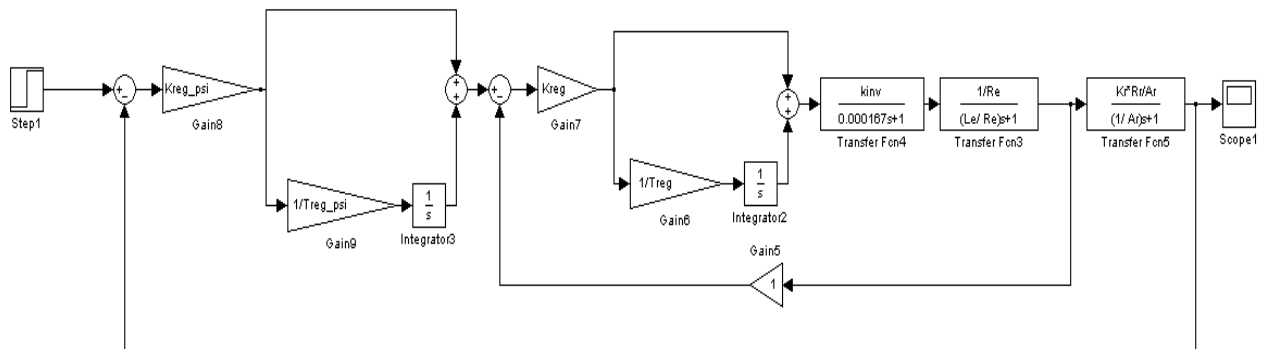 Step1
+
−
Kreg_psi
Gain8
1/Treg_psi
Gain9
1
s
Integrator3
+
+
+
−
Kreg
Gain7
1/Treg
Gain6
1
s
Integrator2
+
+
kinv
0.000167s+1
Transfer Fcn4
1/Re
(Le/ Re)s+1
Transfer Fcn3
Kr*Rr/Ar
(1/ Ar)s+1
Transfer Fcn5
Scope1
Gain5
1